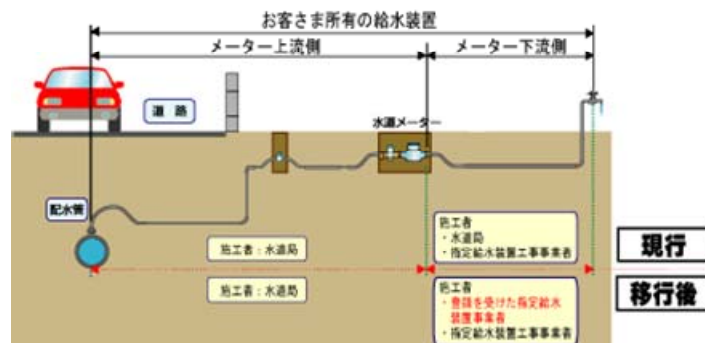 お客さま所有の給水装置
メーター上流側
メーター下流側
道路
水道メーター
配水管
施工者：水道局
施工者
・水道局
・指定給水装置工事事業者
現行
施工者：水道局
施工者
・登録を受けた指定給水
装置事業者
・指定給水装置工事事業者
移行後